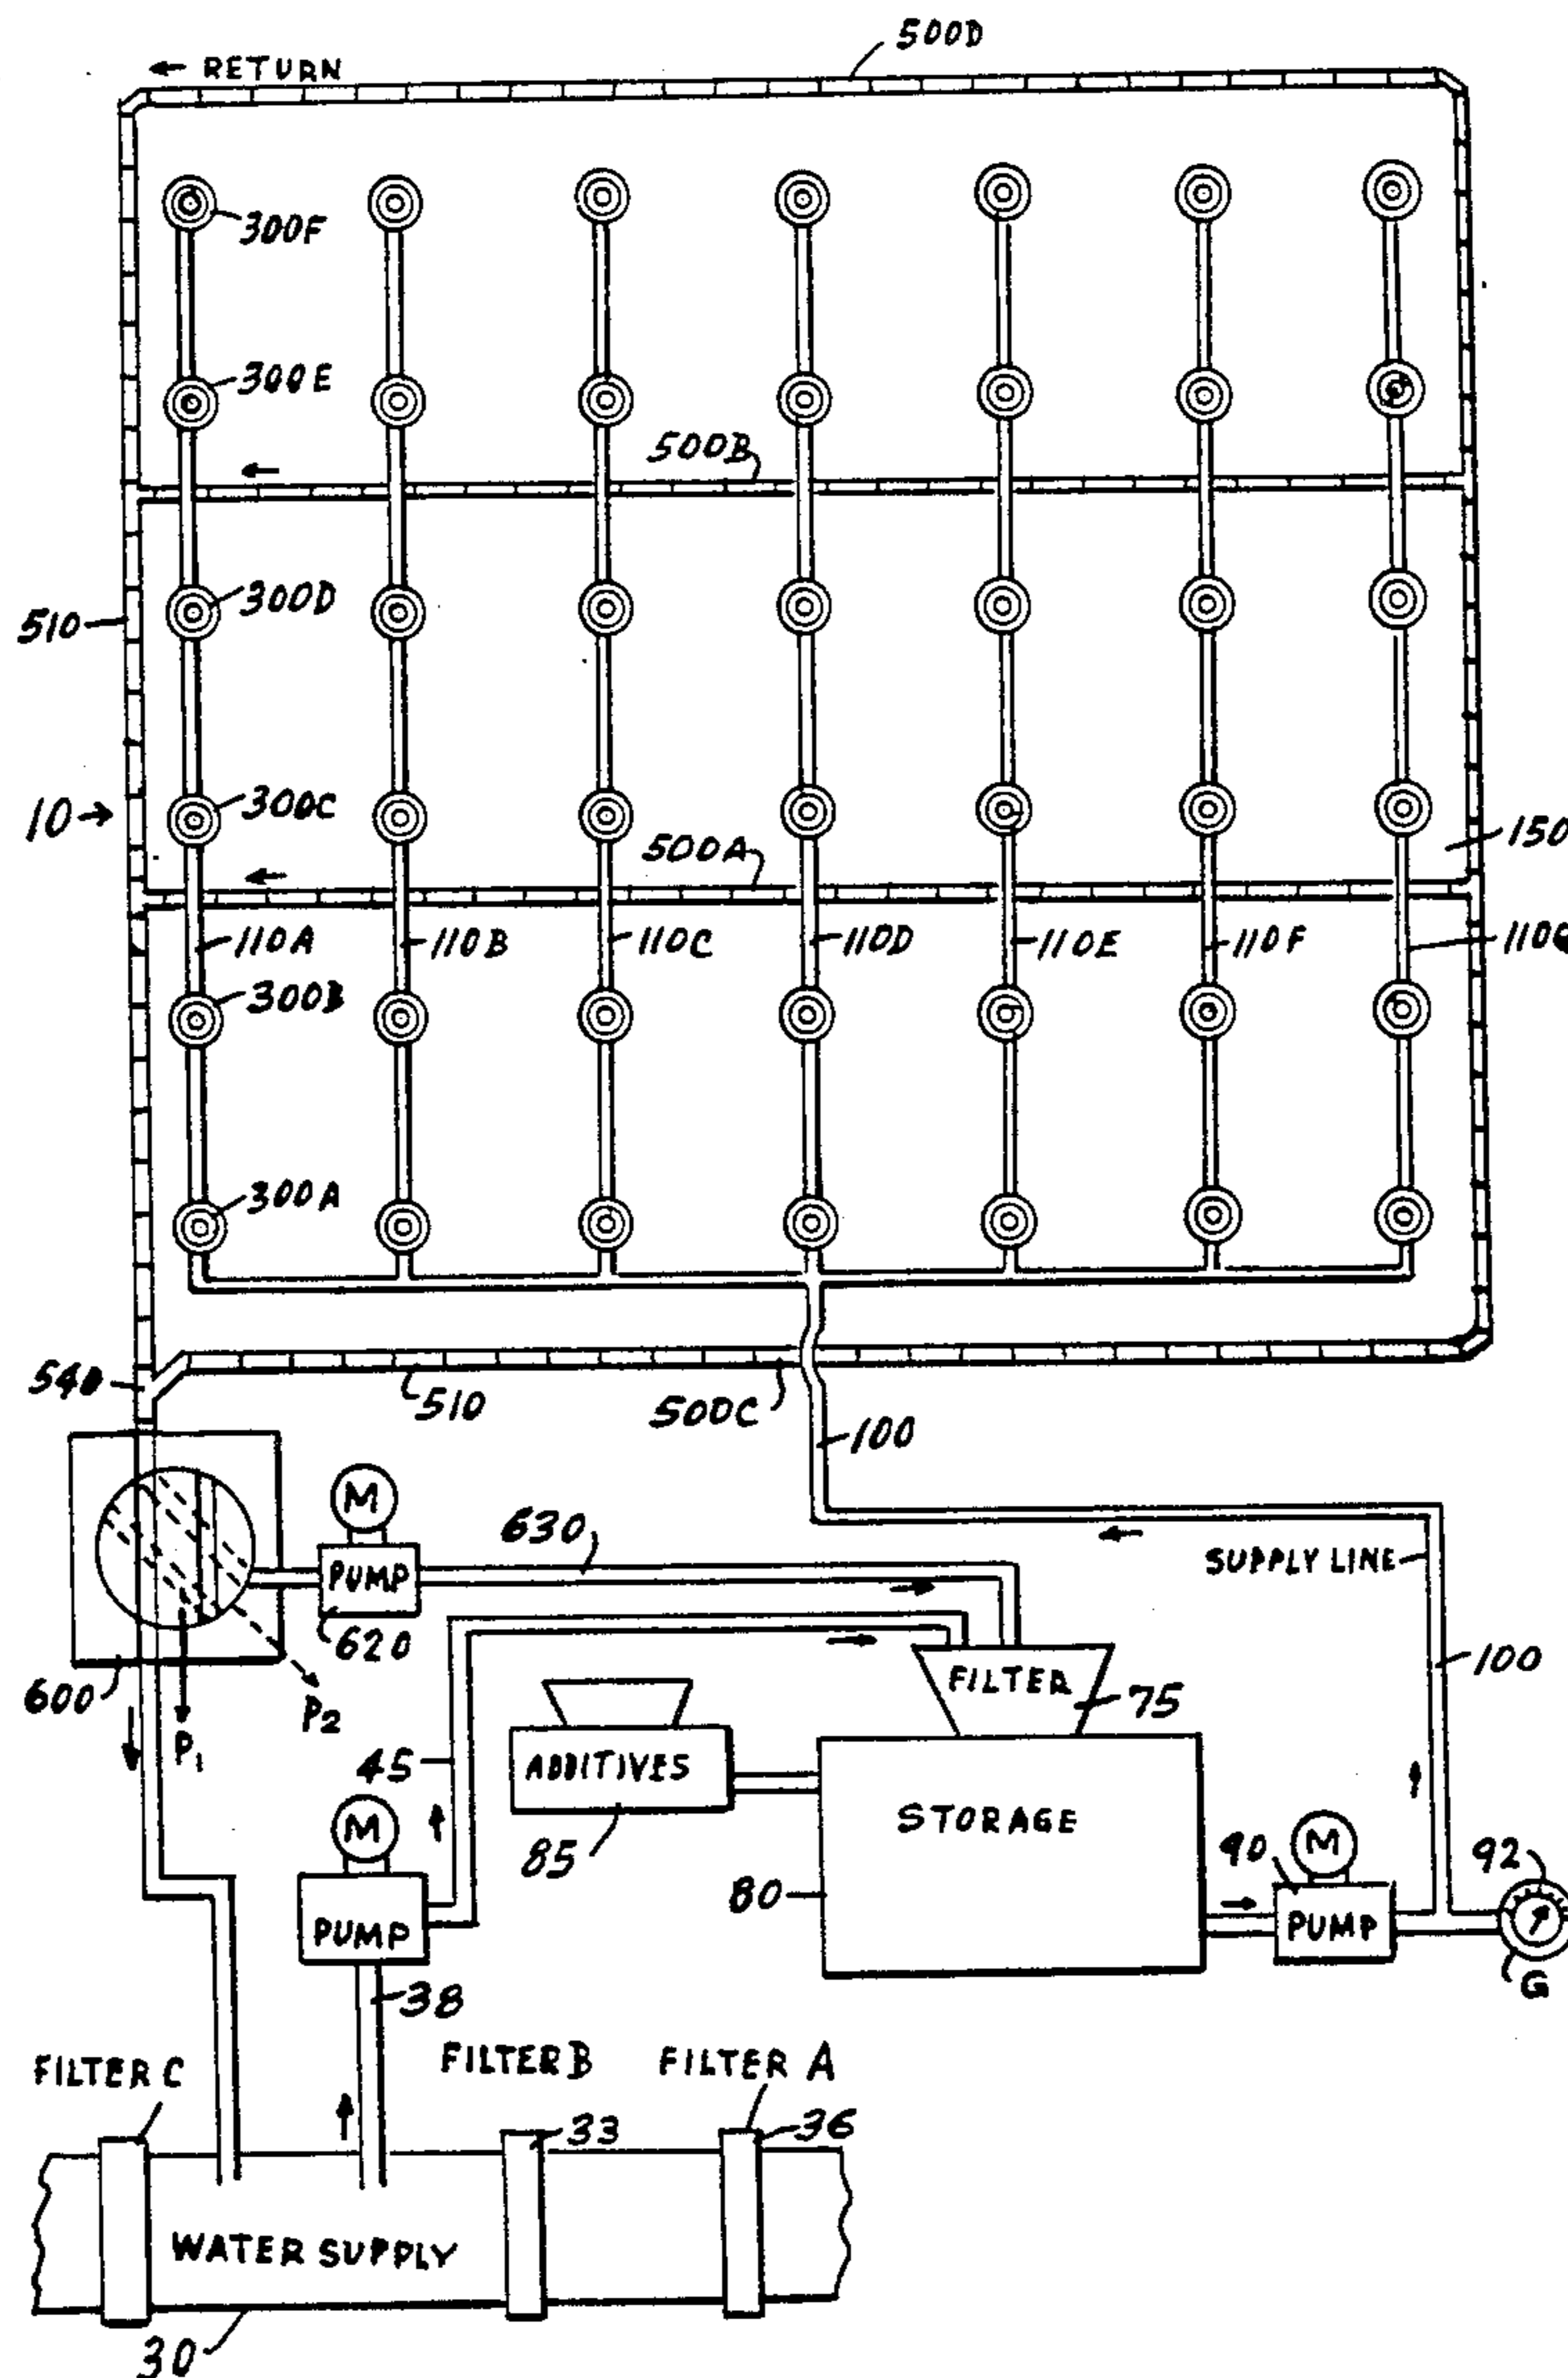 500D
← RETURN
300F
300E
500B
300D
510
300C
10 →
500A
150
110A
110B
110C
110D
110E
110F
300B
300A
540
510
500C
100
M
630
SUPPLY LINE
PUMP
620
FILTER
100
75
600
P2
P1
45
ADDITIVES
M
STORAGE
85
M
90
92
80
PUMP
PUMP
G
38
FILTER C
FILTER B
FILTER A
33
36
WATER SUPPLY
30